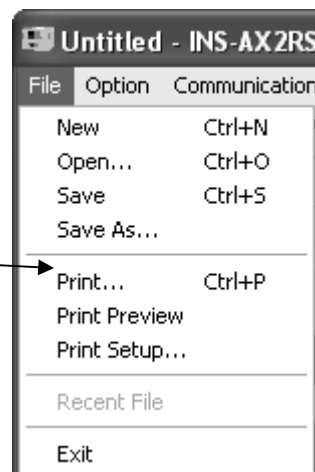 Untitled - INS-AX2RS
File Option Communication
New Ctrl+N
Open... Ctrl+O
Save Ctrl+S
Save As...
Print... Ctrl+P
Print Preview
Print Setup...
Recent File
Exit